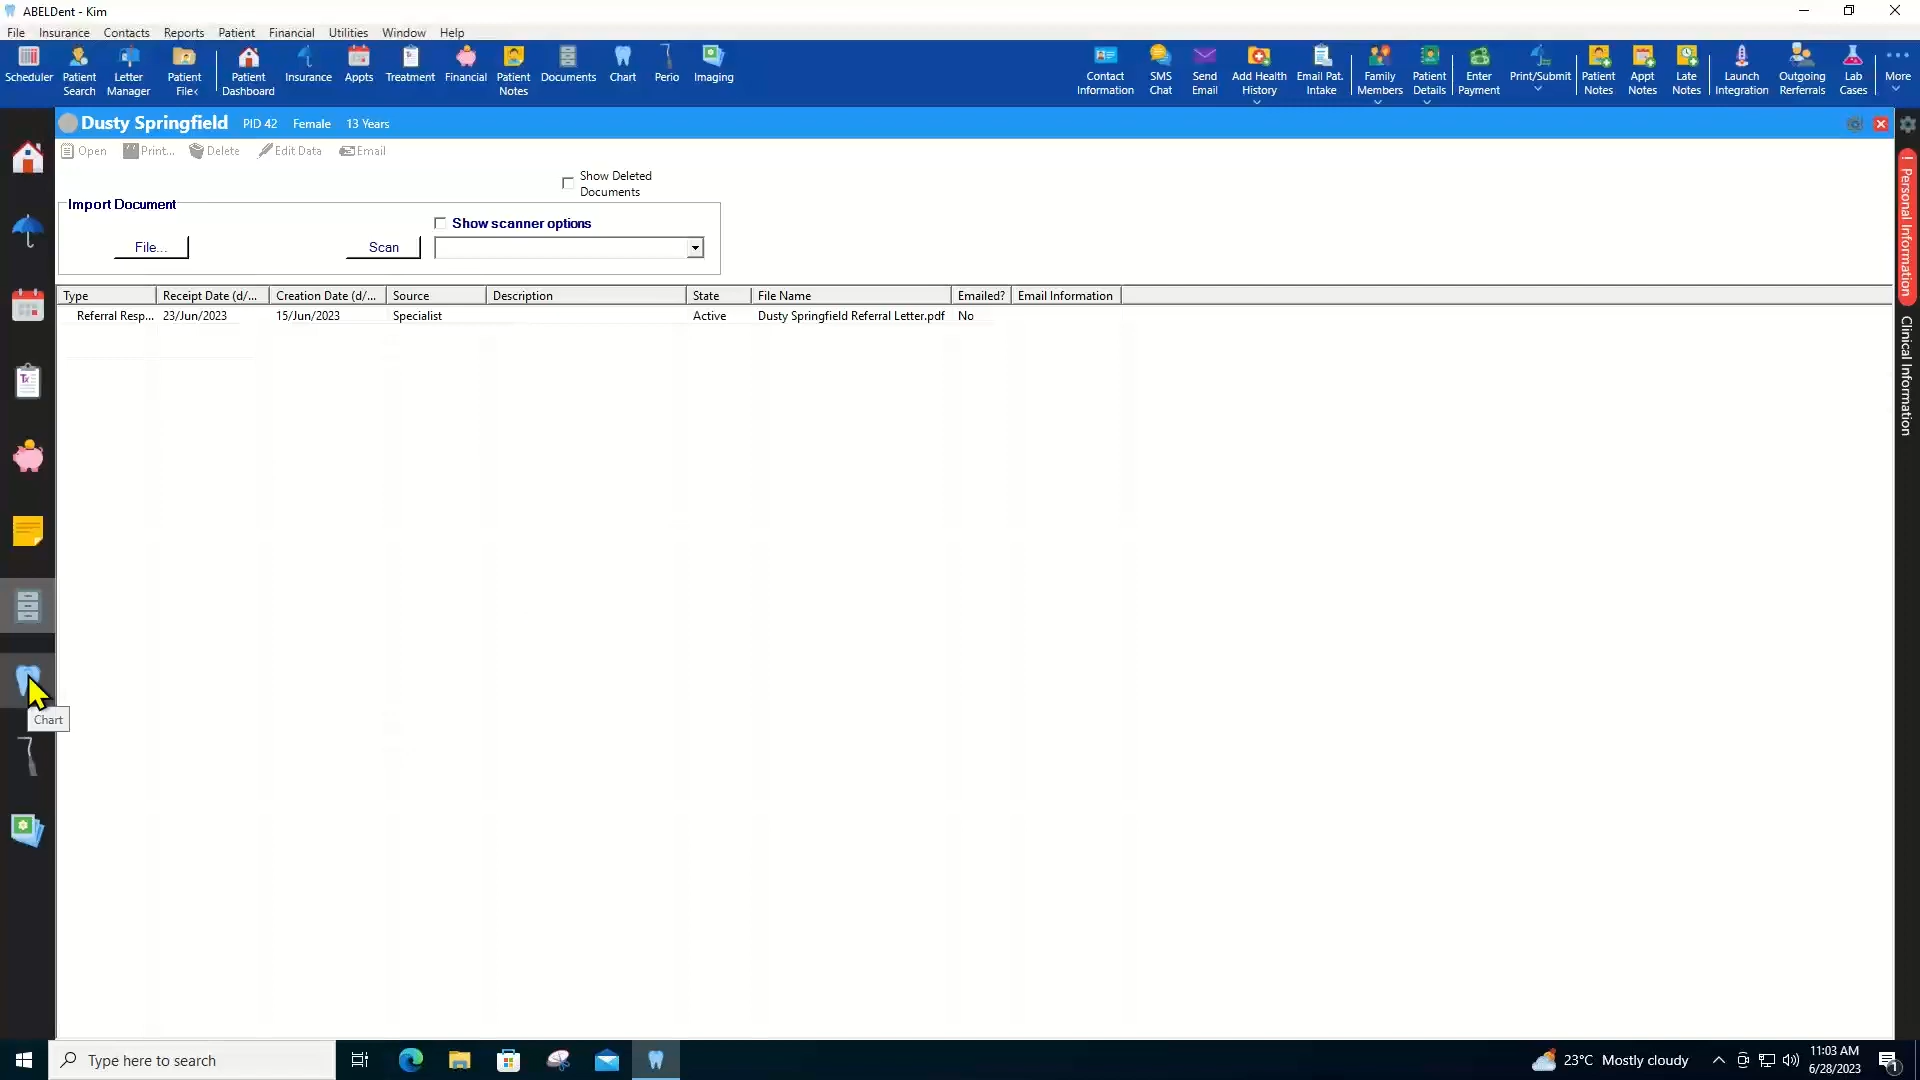 ABELDent - Kim
File Insurance Contacts Reports Patient Financial Utilities Window Help
Scheduler Patient Search Letter Manager Patient File< Patient Dashboard Insurance Appts Treatment Financial Patient Notes Documents Chart Perio Imaging Contact Information SMS Chat Send Email Add Health History Email Pat. Intake Family Members Patient Details Enter Payment Print/Submit Patient Notes Appt Notes Late Notes Launch Integration Outgoing Rerferrals Lab Cases More
Dusty Springfield PID 42 Female 13 Years
Open Print... Delete Edit Data Email
Show Deleted
Documents
Import Document
Show scanner options
File... Scan
Type Receipt Date (d/... Creation Date (d/... Source Description State File Name Emailed? Email Information
Referral Resp... 23/Jun/2023 15/Jun/2023 Specialist Active Dusty Springfield Referral Letter.pdf No
! Personal Information
Clinical Information
Tx
Chart
Type here to search
23°C Mostly cloudy
11:03 AM
6/28/2023
1